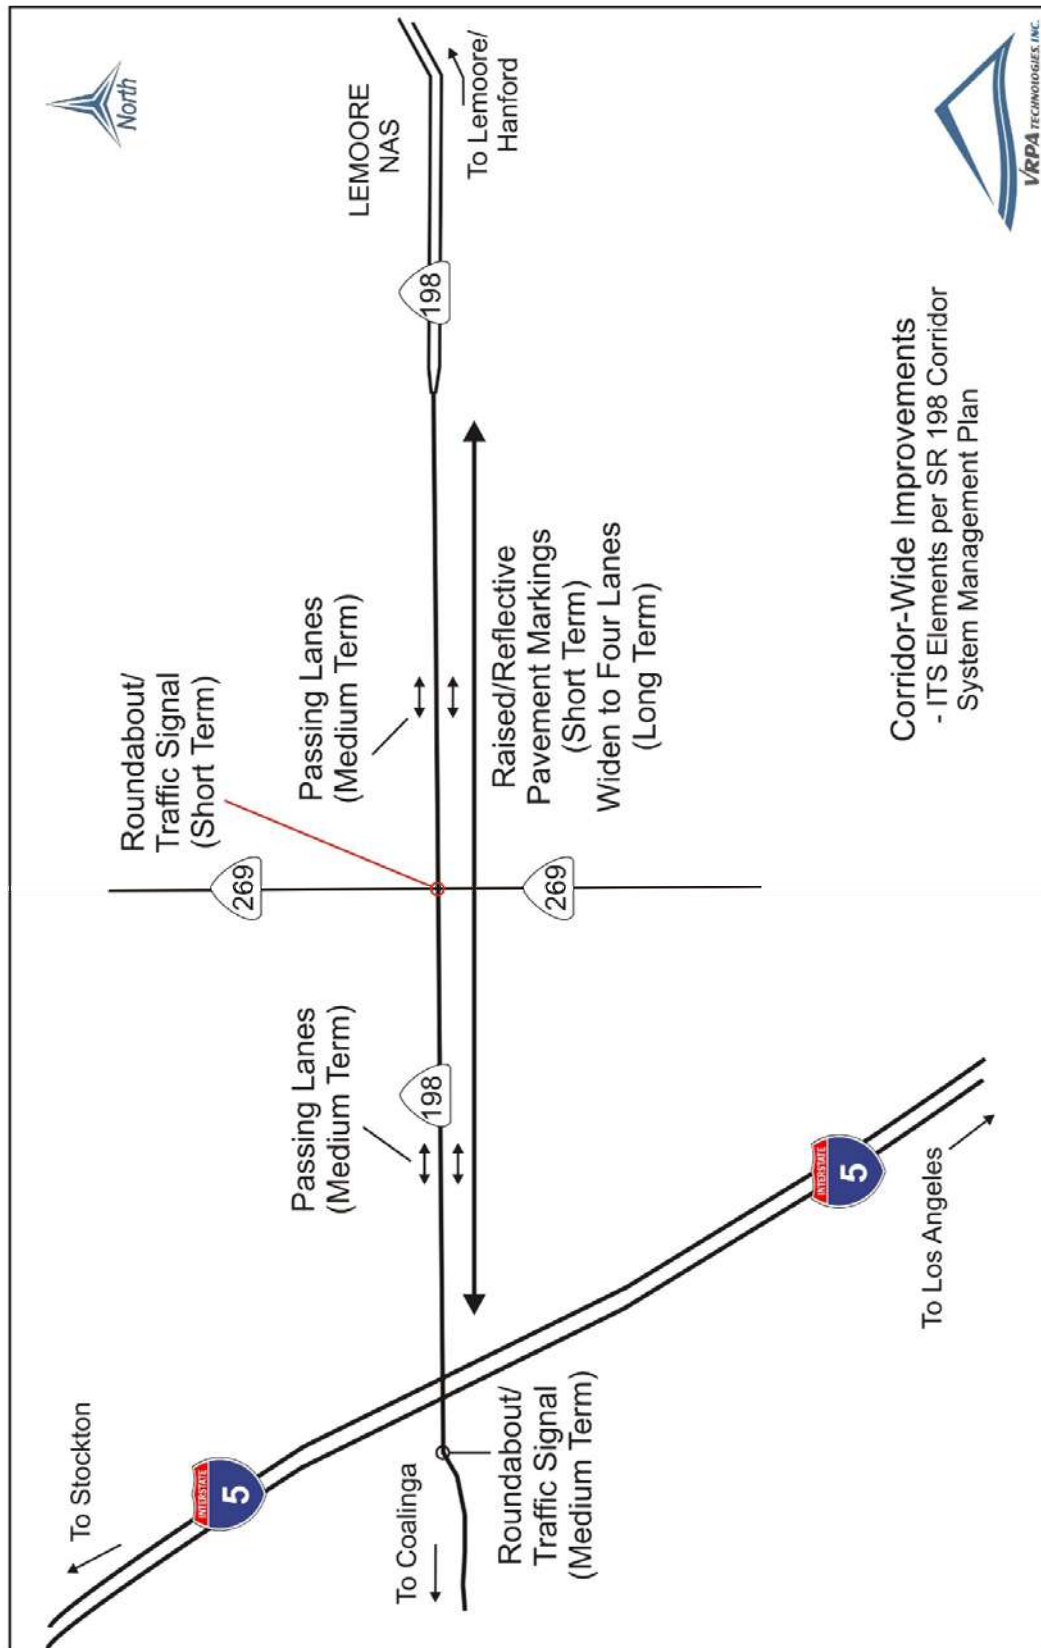 North
LEMOORE
NAS
To Lemoore/
Hanford
To Stockton
INTERSTATE
5
Roundabout/
Traffic Signal
(Short Term)
269
Passing Lanes
(Medium Term)
Passing Lanes
(Medium Term)
198
198
To Coalinga
Roundabout/
Traffic Signal
(Medium Term)
Raised/Reflective
Pavement Markings
(Short Term)
Widen to Four Lanes
(Long Term)
269
INTERSTATE
5
To Los Angeles
Corridor-Wide Improvements
- ITS Elements per SR 198 Corridor
System Management Plan
VRPA TECHNOLOGIES, INC.